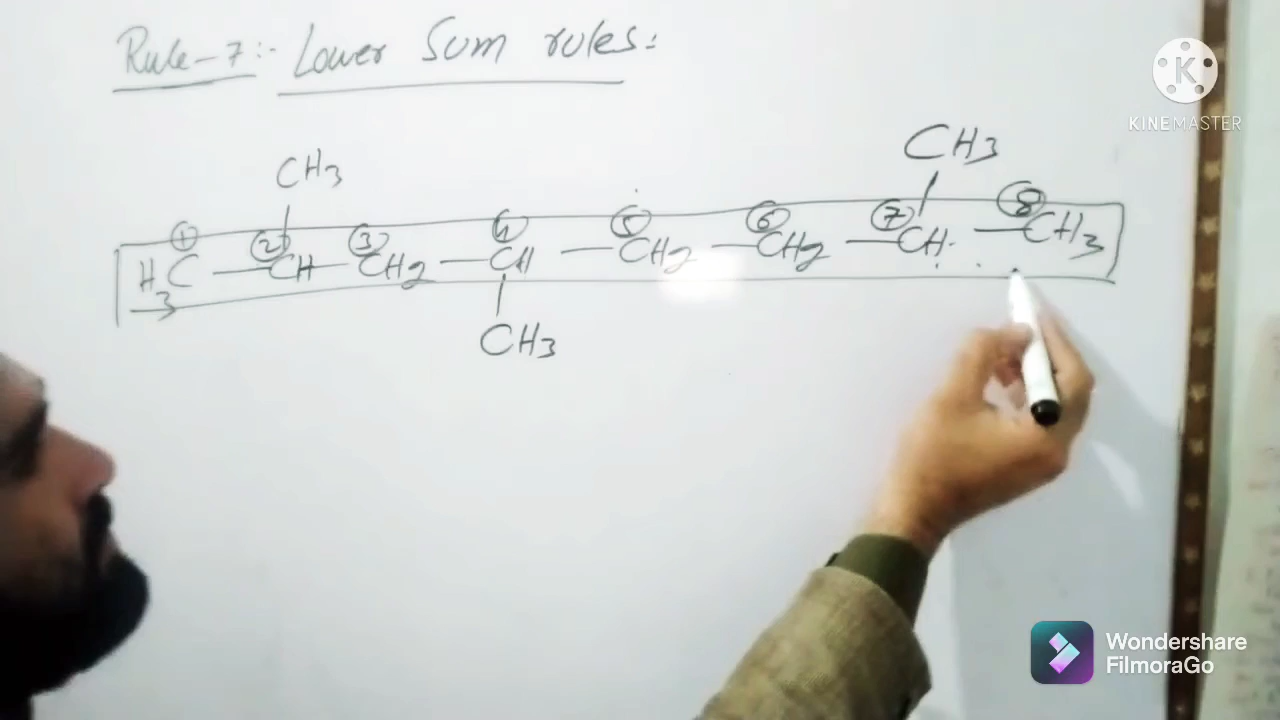 Rule-7:- Lower Sum rules:
K
KINEMASTER
CH3 CH3
① ② ③ ④ ⑤ ⑥ ⑦ ⑧
H3C — CH — CH2 — CH — CH2 — CH2 — CH — CH3
CH3
Wondershare
FilmoraGo